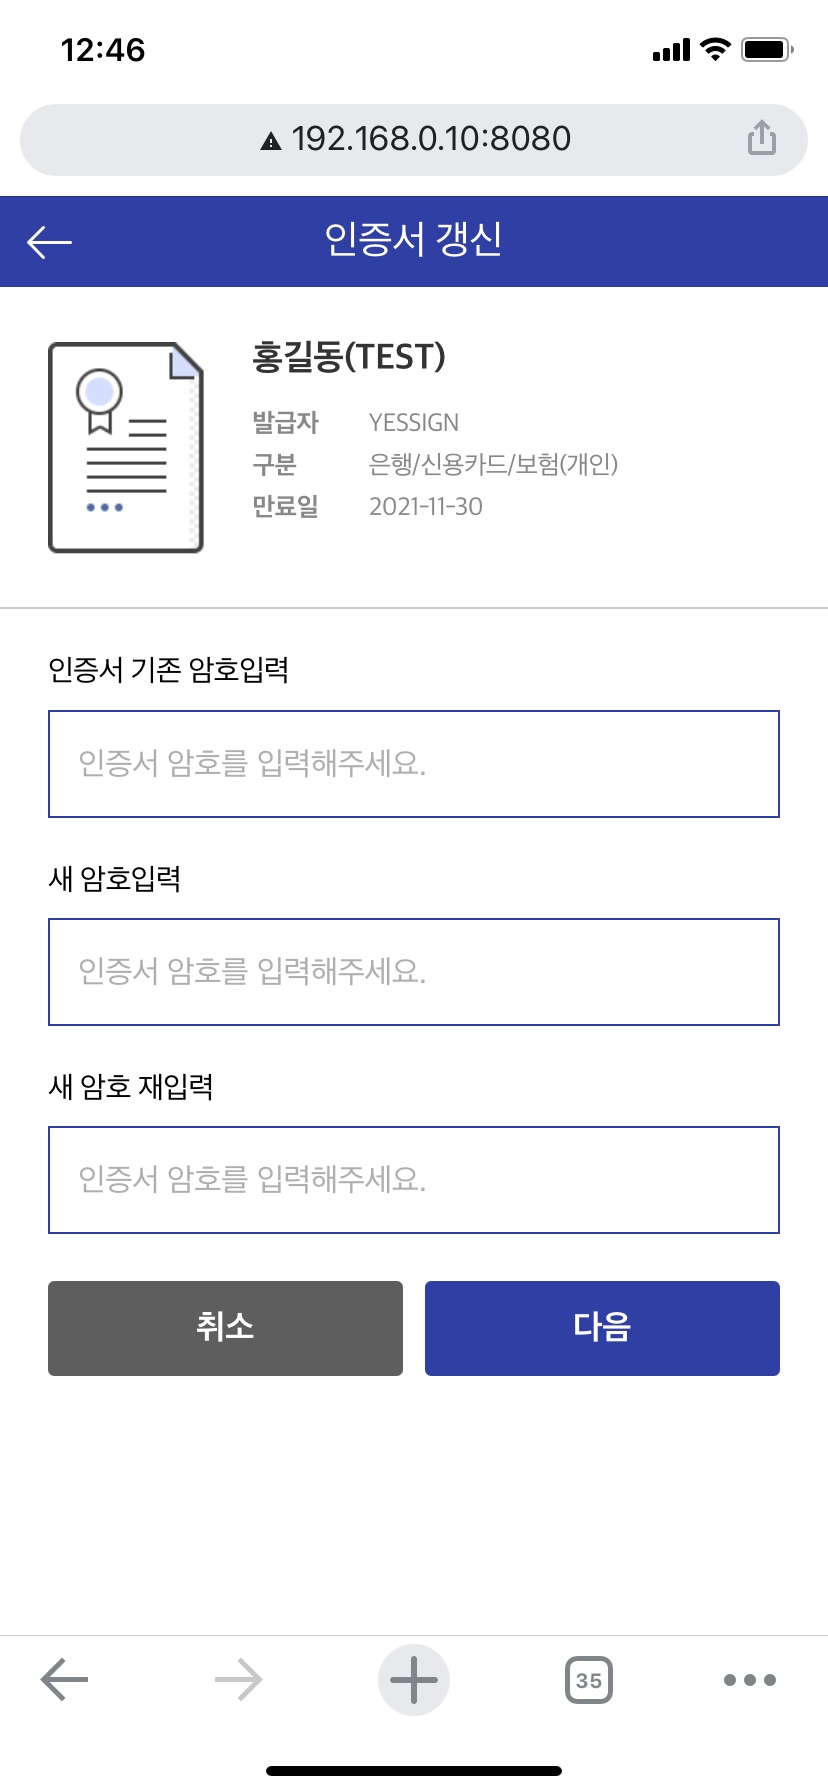 12:46
192.168.0.10:8080
인증서 갱신
홍길동(TEST)
발급자 YESSIGN
구분 은행/신용카드/보험(개인)
만료일 2021-11-30
인증서 기존 암호입력
인증서 암호를 입력해주세요.
새 암호입력
인증서 암호를 입력해주세요.
새 암호 재입력
인증서 암호를 입력해주세요.
취소 다음
35